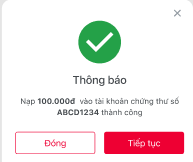 Thông báo
Nạp 100.000đ vào tài khoản chứng thư số
ABCD1234 thành công
Đóng
Tiếp tục